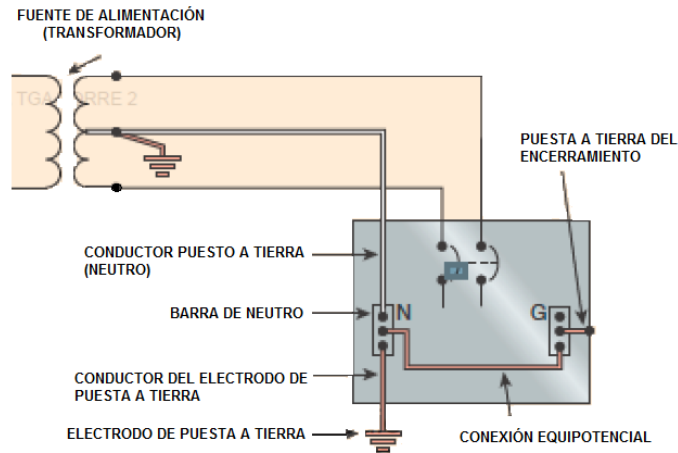 FUENTE DE ALIMENTACIÓN
(TRANSFORMADOR)
PUESTA A TIERRA DEL
ENCERRAMIENTO
CONDUCTOR PUESTO A TIERRA
(NEUTRO)
BARRA DE NEUTRO
N
G
CONDUCTOR DEL ELECTRODO DE
PUESTA A TIERRA
ELECTRODO DE PUESTA A TIERRA
CONEXIÓN EQUIPOTENCIAL